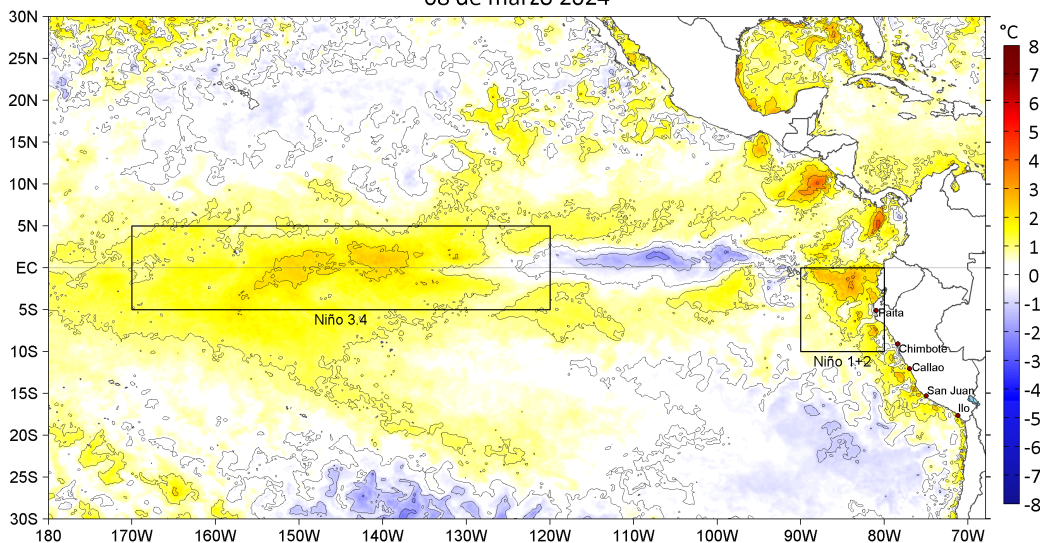 08 de marzo 2024
30N
25N
20N
15N
10N
5N
EC
5S
10S
15S
20S
25S
30S
180
170W
160W
150W
140W
130W
120W
110W
100W
90W
80W
70W
Niño 3.4
Niño 1+2
Paita
Chimbote
Callao
San Juan
Ilo
°C
8
7
6
5
4
3
2
1
0
-1
-2
-3
-4
-5
-6
-7
-8